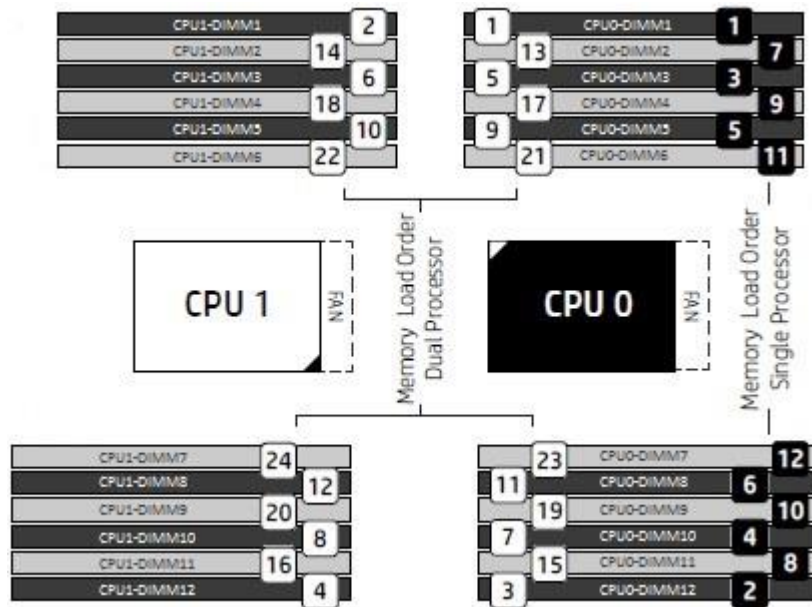 CPU1-DIMM1 2 1 CPU0-DIMM1 1
CPU1-DIMM2 14 13 CPU0-DIMM2 7
CPU1-DIMM3 6 5 CPU0-DIMM3 3
CPU1-DIMM4 18 17 CPU0-DIMM4 9
CPU1-DIMM5 10 9 CPU0-DIMM5 5
CPU1-DIMM6 22 21 CPU0-DIMM6 11
CPU 1
FAN
Memory Load Order
Dual Processor
CPU 0
FAN
Memory Load Order
Single Processor
CPU1-DIMM7 24 23 CPU0-DIMM7 12
CPU1-DIMM8 12 11 CPU0-DIMM8 6
CPU1-DIMM9 20 19 CPU0-DIMM9 10
CPU1-DIMM10 8 7 CPU0-DIMM10 4
CPU1-DIMM11 16 15 CPU0-DIMM11 8
CPU1-DIMM12 4 3 CPU0-DIMM12 2